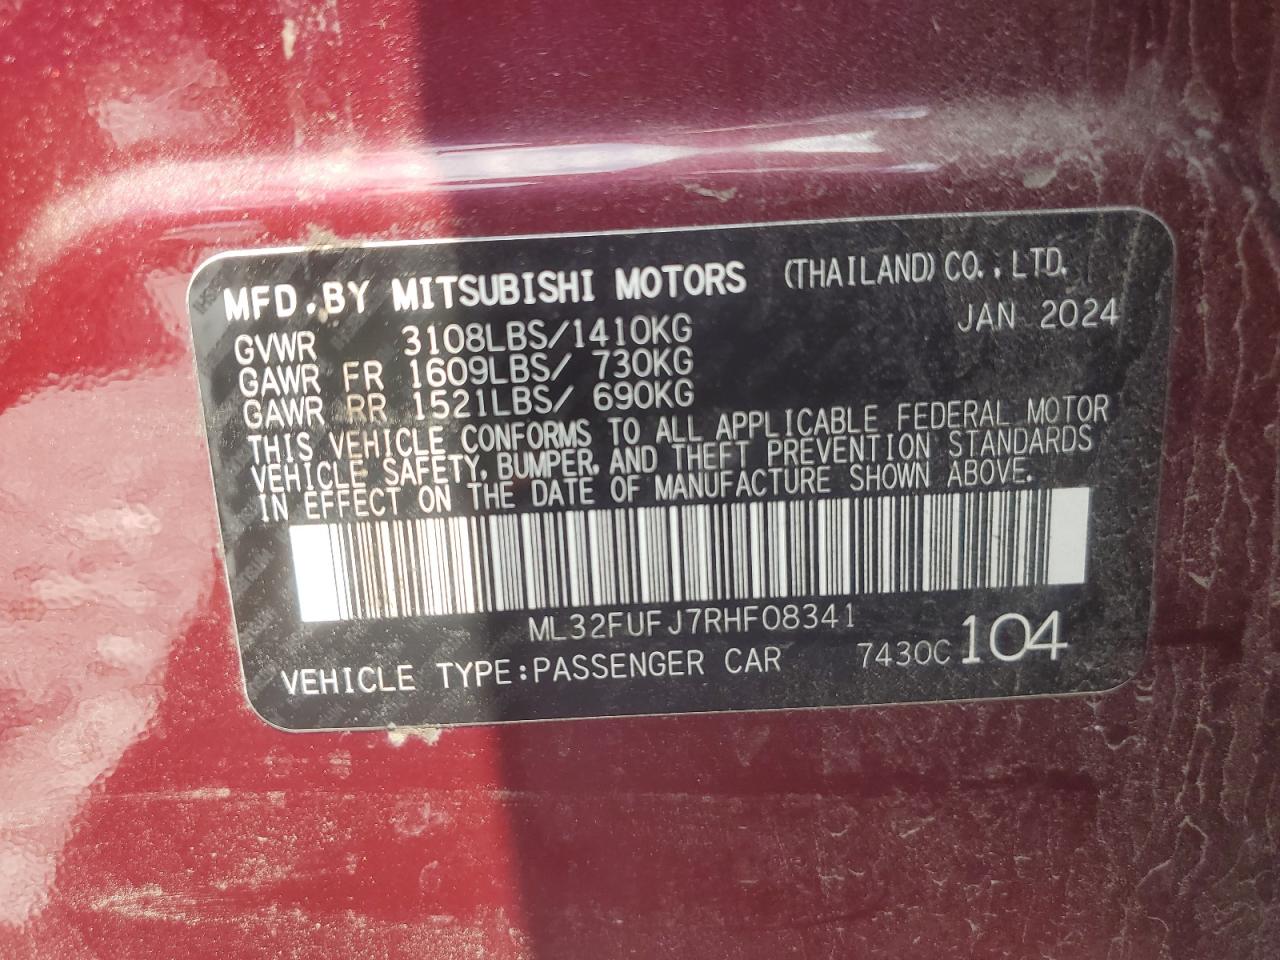 MFD.BY MITSUBISHI MOTORS (THAILAND) CO., LTD.
JAN 2024
GVWR 3108LBS/1410KG
GAWR FR 1609LBS/ 730KG
GAWR RR 1521LBS/ 690KG
THIS VEHICLE CONFORMS TO ALL APPLICABLE FEDERAL MOTOR
VEHICLE SAFETY, BUMPER, AND THEFT PREVENTION STANDARDS
IN EFFECT ON THE DATE OF MANUFACTURE SHOWN ABOVE.
ML32FUFJ7RHF08341
VEHICLE TYPE:PASSENGER CAR 7430C 104